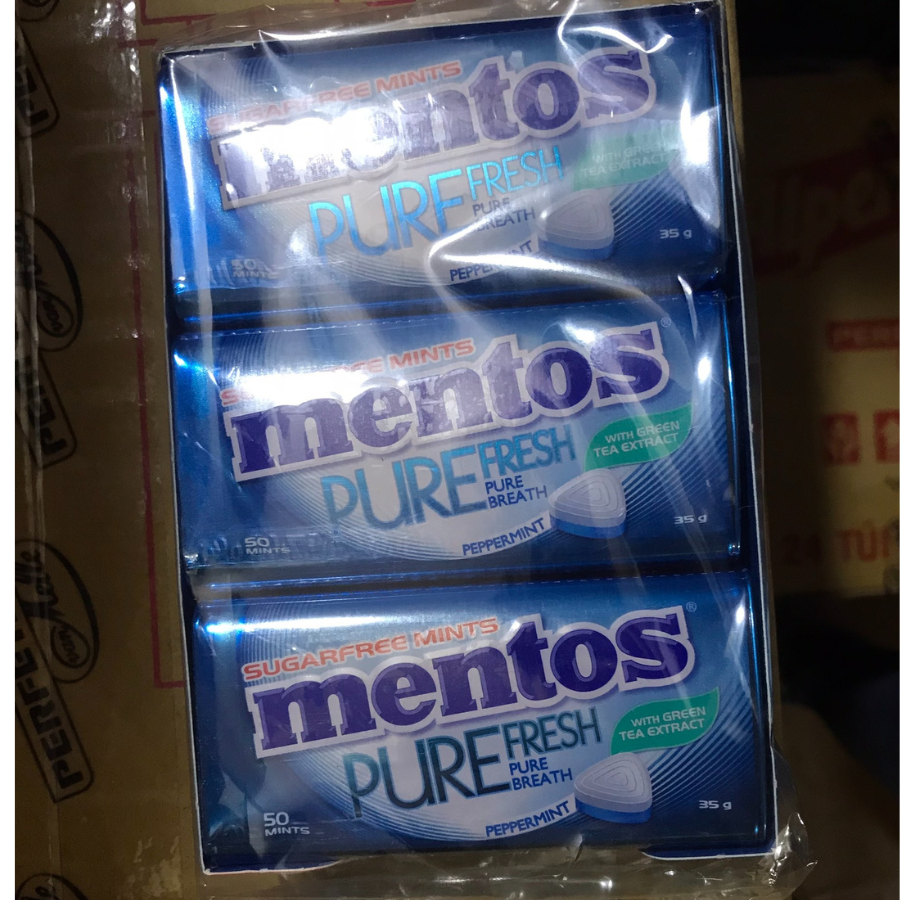 SUGARFREE MINTS
mentos
PURE FRESH
PURE
BREATH
WITH GREEN
TEA EXTRACT
PEPPERMINT
50
MINTS
35 g
SUGARFREE MINTS
mentos®
PURE FRESH
PURE
BREATH
WITH GREEN
TEA EXTRACT
PEPPERMINT
50
MINTS
35 g
SUGARFREE MINTS
mentos®
PURE FRESH
PURE
BREATH
WITH GREEN
TEA EXTRACT
PEPPERMINT
50
MINTS
35 g
24 TÚI